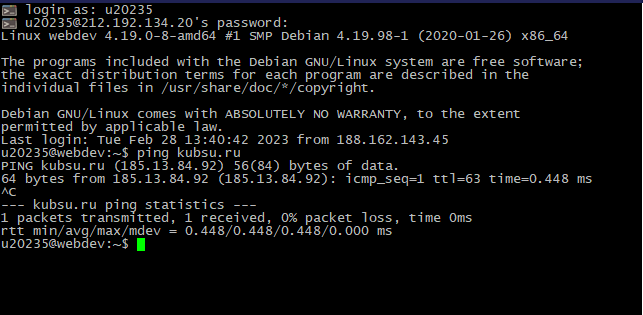 login as: u20235
u20235@212.192.134.20's password:
Linux webdev 4.19.0-8-amd64 #1 SMP Debian 4.19.98-1 (2020-01-26) x86_64
The programs included with the Debian GNU/Linux system are free software;
the exact distribution terms for each program are described in the
individual files in /usr/share/doc/*/copyright.
Debian GNU/Linux comes with ABSOLUTELY NO WARRANTY, to the extent
permitted by applicable law.
Last login: Tue Feb 28 13:40:42 2023 from 188.162.143.45
u20235@webdev:~$ ping kubsu.ru
PING kubsu.ru (185.13.84.92) 56(84) bytes of data.
64 bytes from 185.13.84.92 (185.13.84.92): icmp_seq=1 ttl=63 time=0.448 ms
^C
--- kubsu.ru ping statistics ---
1 packets transmitted, 1 received, 0% packet loss, time 0ms
rtt min/avg/max/mdev = 0.448/0.448/0.448/0.000 ms
u20235@webdev:~$